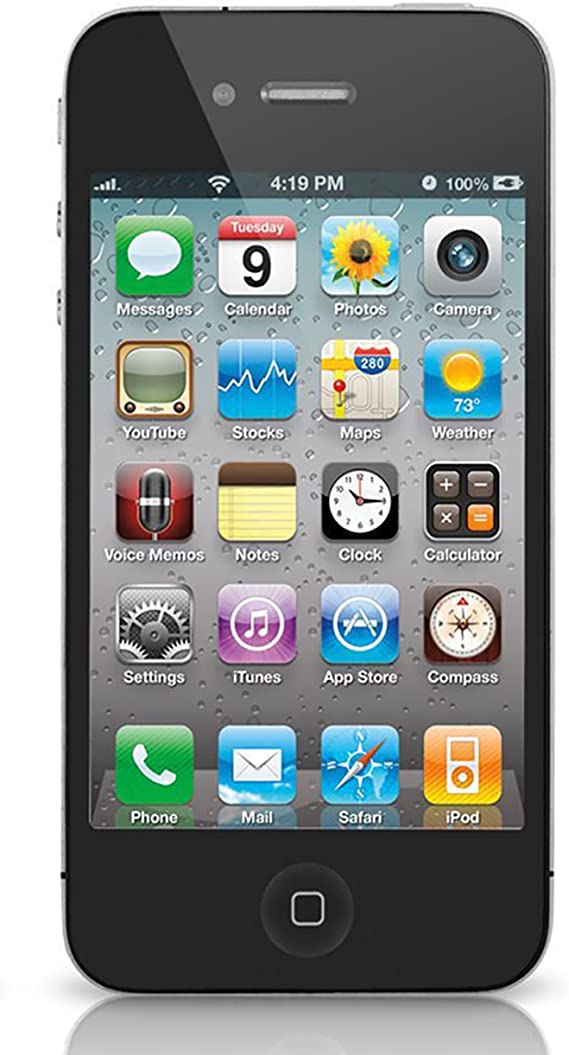 4:19 PM 100%
Tuesday
9
Messages Calendar Photos Camera
280
73°
YouTube Stocks Maps Weather
Voice Memos Notes Clock Calculator
Settings iTunes App Store Compass
Phone Mail Safari iPod